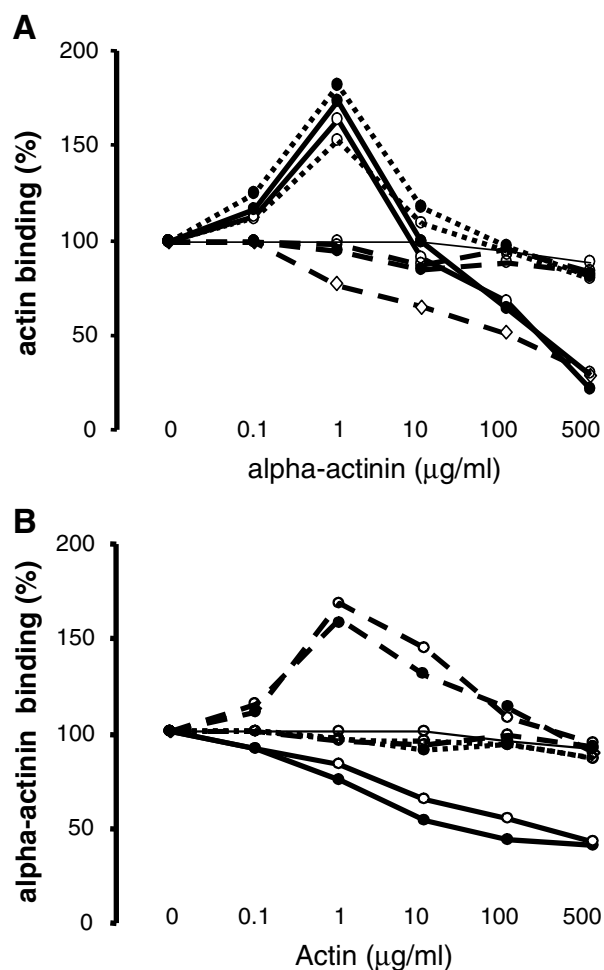 A
actin binding (%)
200
150
100
50
0
0 0.1 1 10 100 500
alpha-actinin (μg/ml)
B
alpha-actinin binding (%)
200
150
100
50
0
0 0.1 1 10 100 500
Actin (μg/ml)